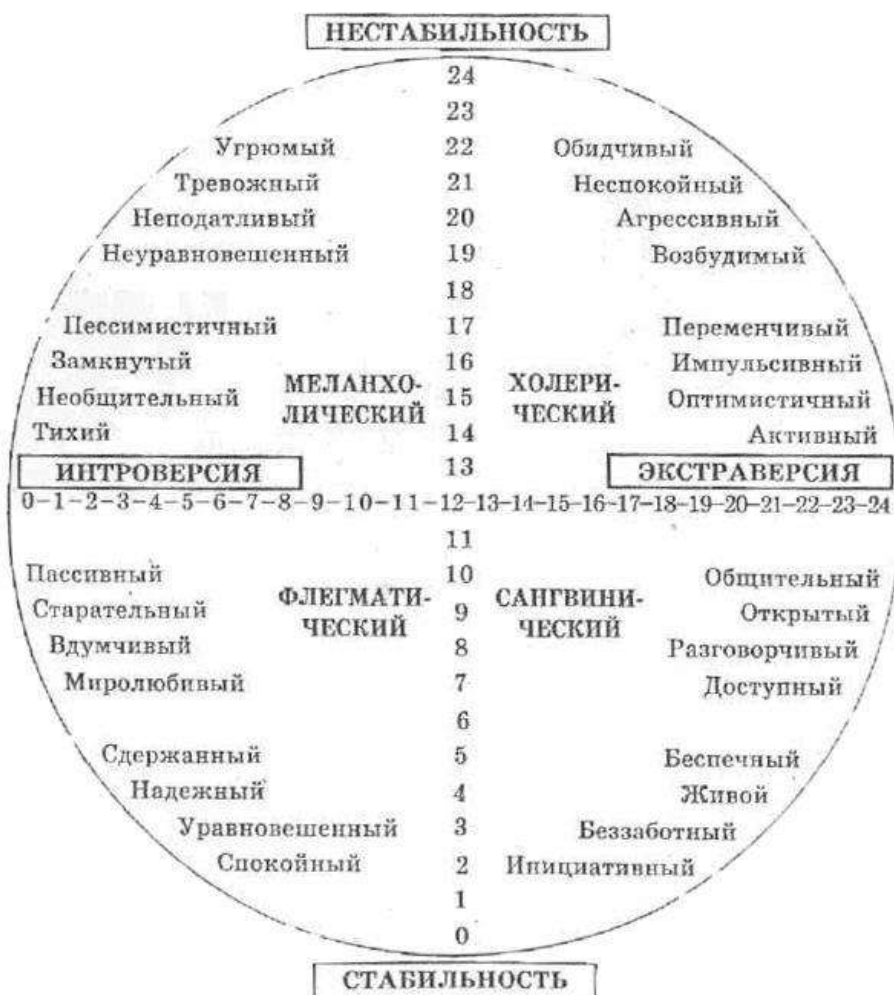 НЕСТАБИЛЬНОСТЬ
24
23
Угрюмый 22 Обидчивый
Тревожный 21 Неспокойный
Неподатливый 20 Агрессивный
Неуравновешенный 19 Возбудимый
18
Пессимистичный 17 Переменчивый
Замкнутый 16 Импульсивный
МЕЛАНХО- ХОЛЕРИ-
Необщительный 15 Оптимистичный
ЛИЧЕСКИЙ ЧЕСКИЙ
Тихий 14 Активный
ИНТРОВЕРСИЯ 13 ЭКСТРАВЕРСИЯ
0-1-2-3-4-5-6-7-8-9-10-11-12-13-14-15-16-17-18-19-20-21-22-23-24
11
Пассивный 10 Общительный
ФЛЕГМАТИ- САНГВИНИ-
Старательный 9 Открытый
ЧЕСКИЙ ЧЕСКИЙ
Вдумчивый 8 Разговорчивый
Миролюбивый 7 Доступный
6
Сдержанный 5 Беспечный
Надежный 4 Живой
Уравновешенный 3 Беззаботный
Спокойный 2 Инициативный
1
0
СТАБИЛЬНОСТЬ